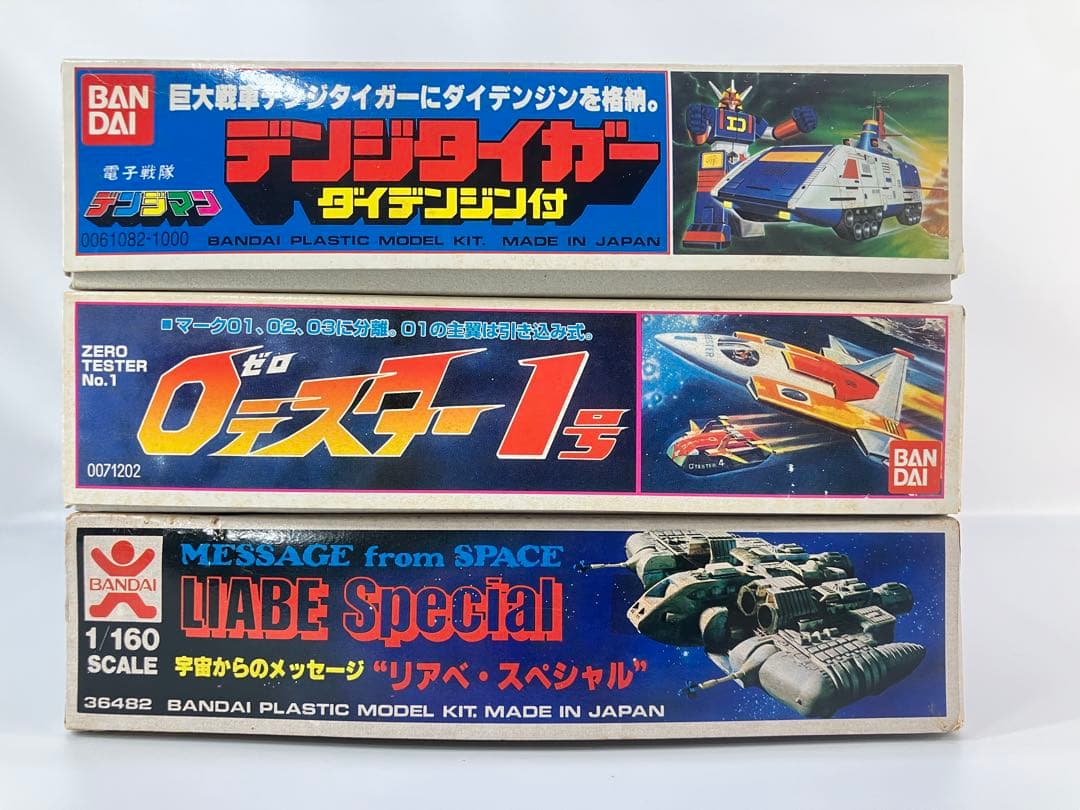 BAN
DAI
巨大戦車デンジタイガーにダイデンジンを格納。
デンジタイガー
ダイデンジン付
電子戦隊
デンジマン
0061082-1000
BANDAI PLASTIC MODEL KIT. MADE IN JAPAN
D
■マーク01、02、03に分離。01の主翼は引き込み式。
ZERO
TESTER
No.1
ゼロ
0テスター1号
0071202
TESTER
0TESTER 4
BAN
DAI
BANDAI
1/160
SCALE
MESSAGE from SPACE
LIABE Special
宇宙からのメッセージ “リアベ・スペシャル”
36482 BANDAI PLASTIC MODEL KIT. MADE IN JAPAN